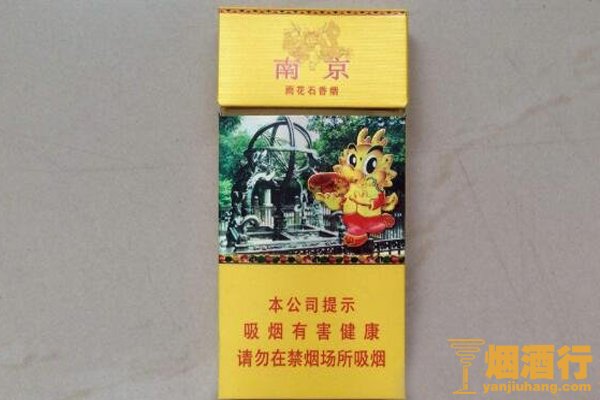 南京
雨花石香烟
本公司提示
吸烟有害健康
请勿在禁烟场所吸烟
烟酒行
yanjiuhang.com